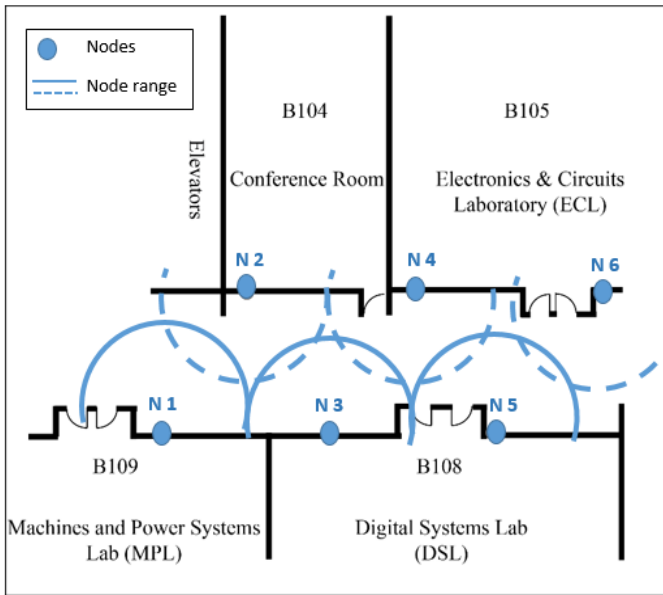 Nodes
Node range
B104
B105
Elevators
Conference Room
Electronics & Circuits
Laboratory (ECL)
N 2
N 4
N 6
N 1
N 3
N 5
B109
B108
Machines and Power Systems
Lab (MPL)
Digital Systems Lab
(DSL)